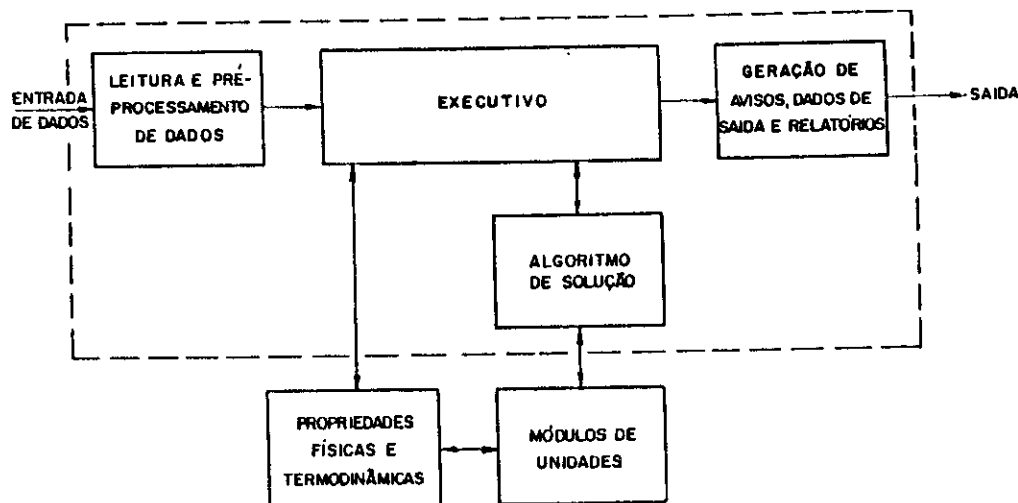 ENTRADA
DE DADOS
LEITURA E PRÉ-
PROCESSAMENTO
DE DADOS
EXECUTIVO
GERAÇÃO DE
AVISOS, DADOS DE
SAIDA E RELATÓRIOS
SAIDA
ALGORITMO
DE SOLUÇÃO
PROPRIEDADES
FÍSICAS E
TERMODINÂMICAS
MÓDULOS DE
UNIDADES